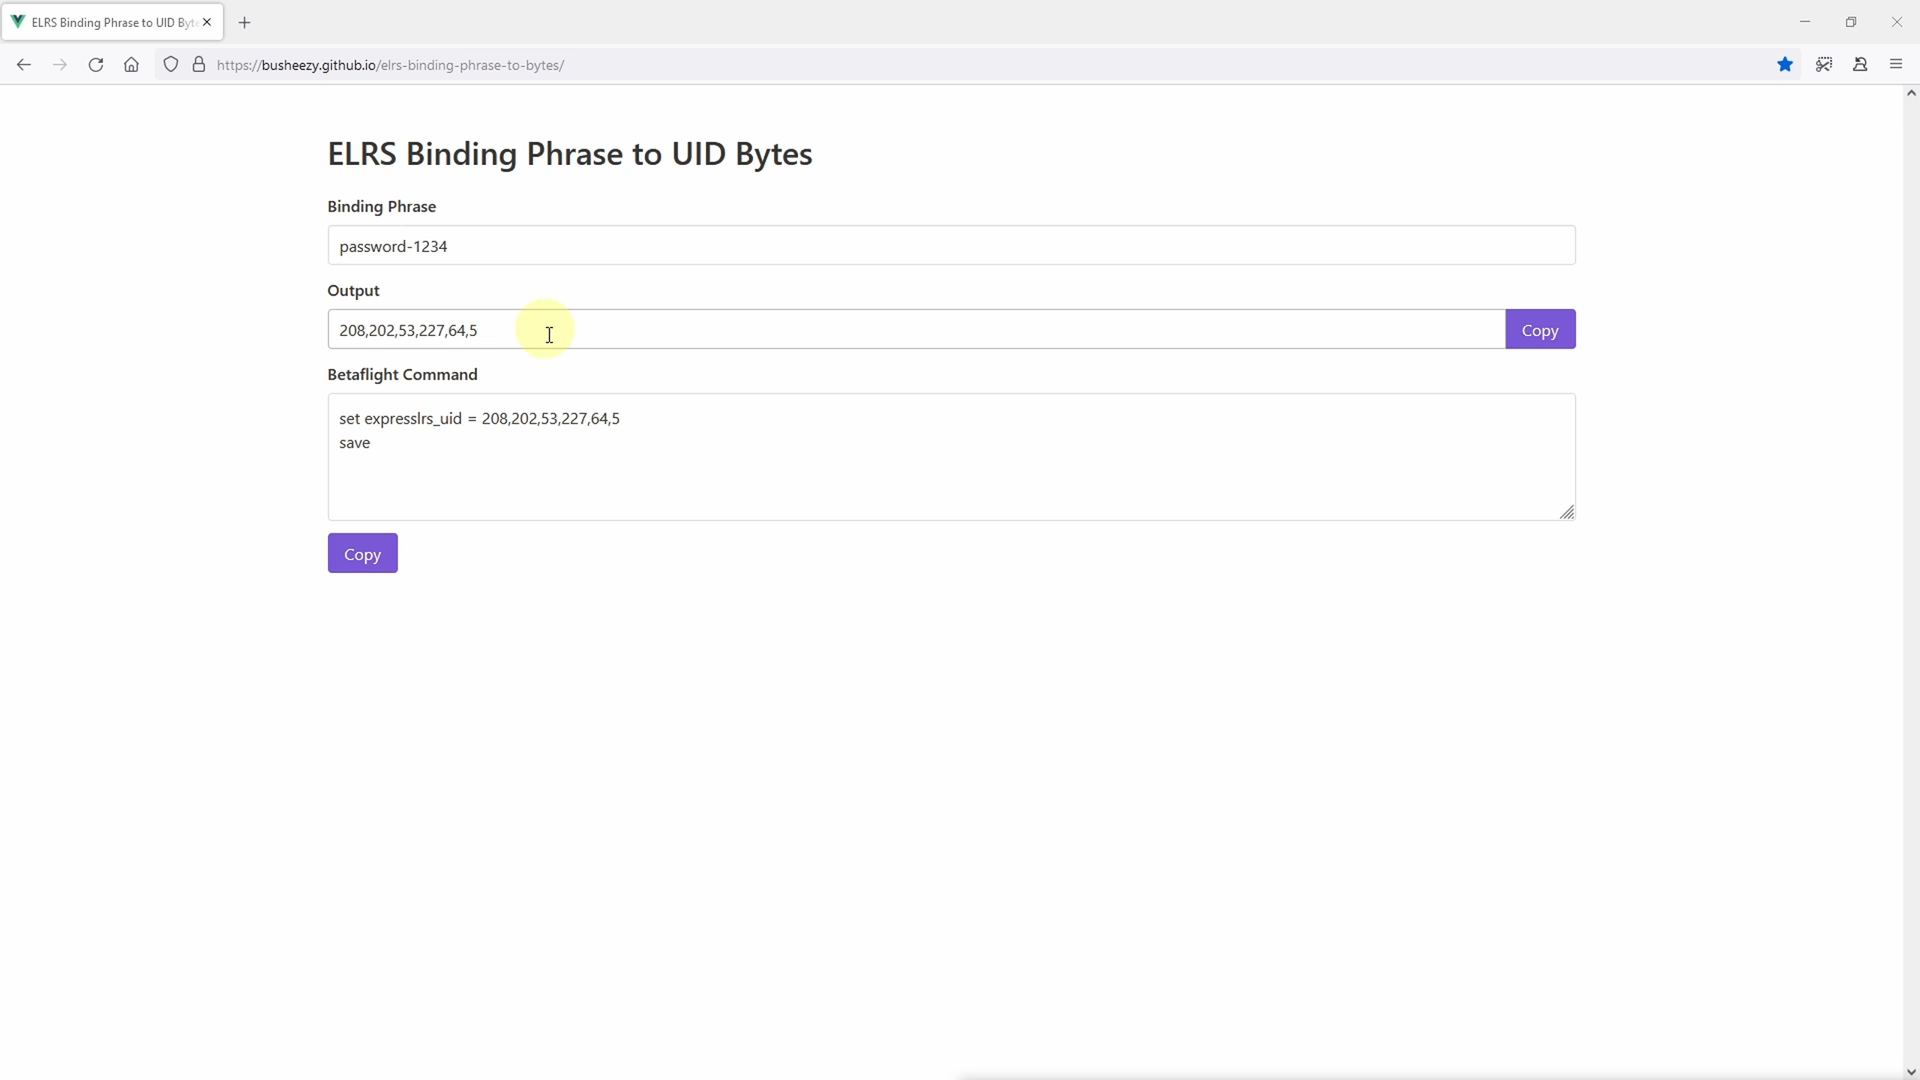 ELRS Binding Phrase to UID Byt
https://busheezy.github.io/elrs-binding-phrase-to-bytes/
ELRS Binding Phrase to UID Bytes
Binding Phrase
password-1234
Output
208,202,53,227,64,5
Copy
Betaflight Command
set expresslrs_uid = 208,202,53,227,64,5
save
Copy